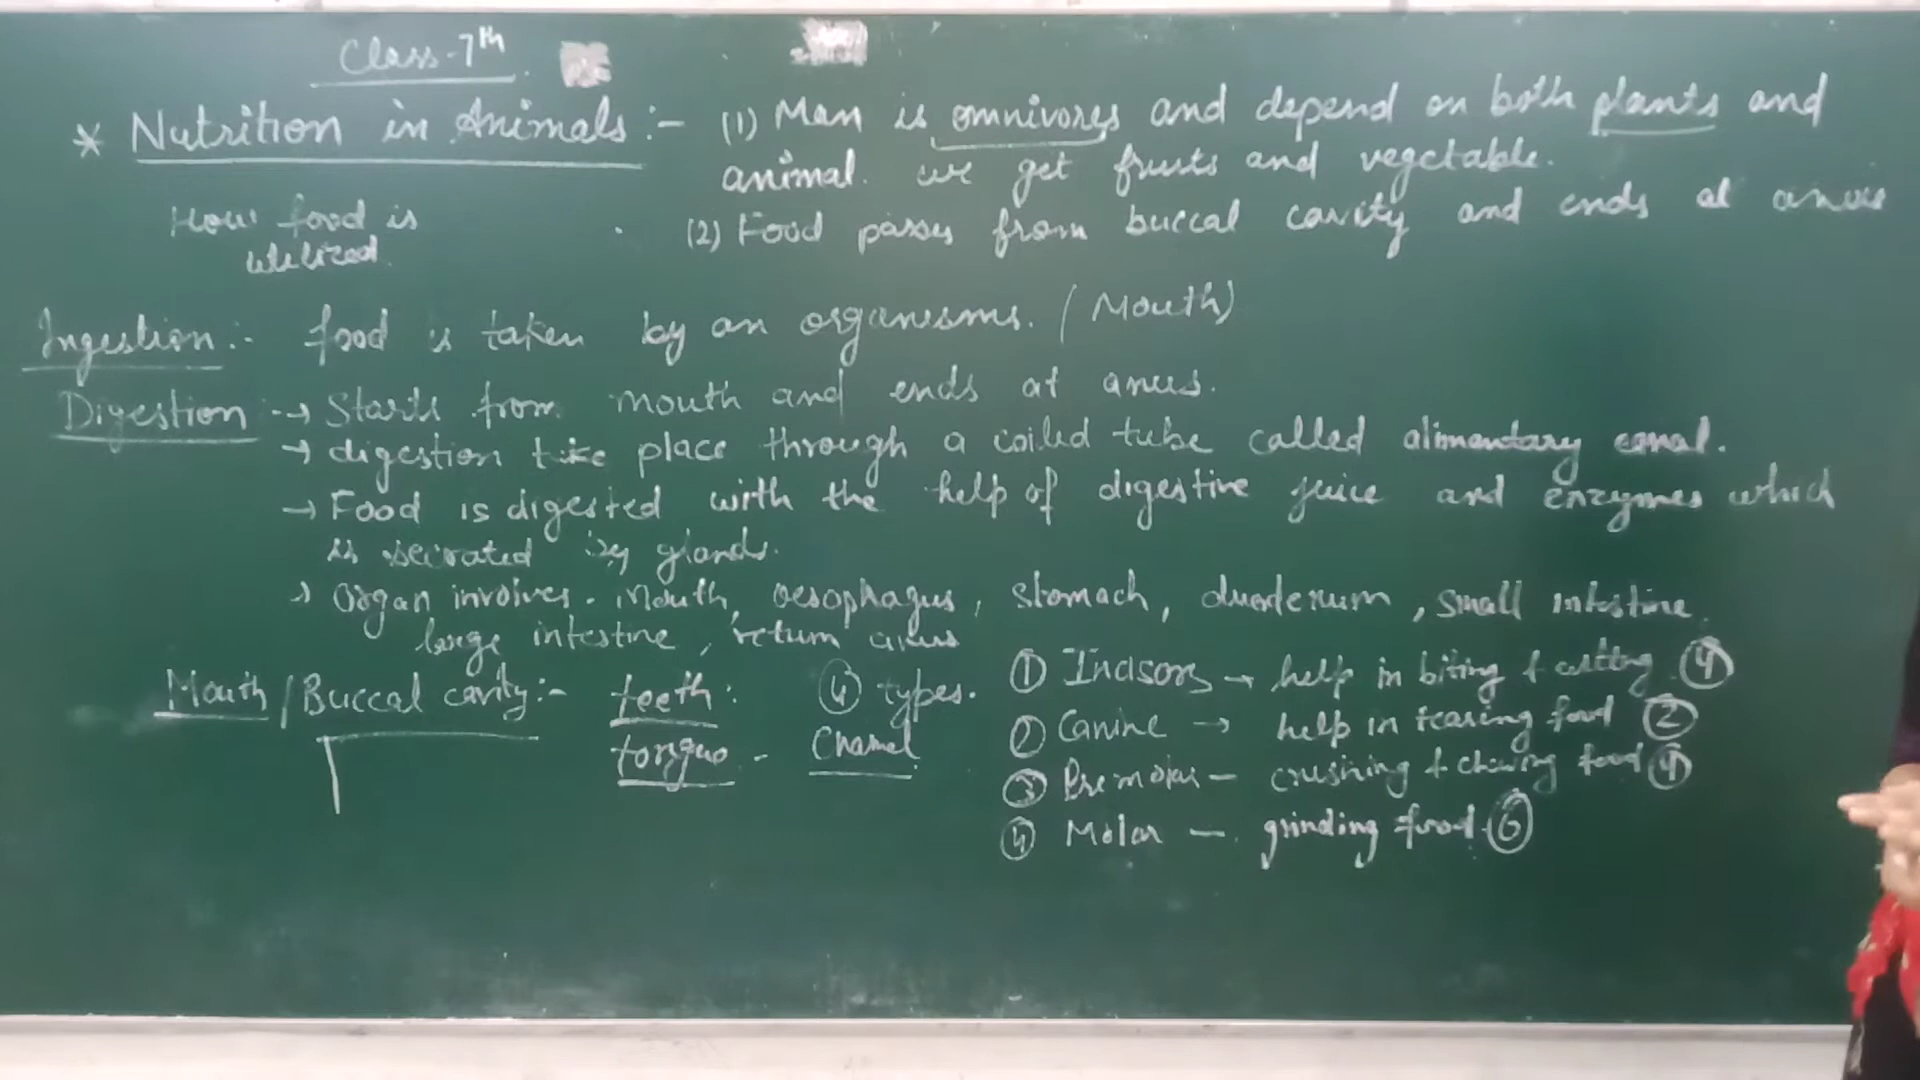 Class-7th
* Nutrition in Animals :-
How food is
utilized.
(1) Man is omnivores and depend on both plants and
animal. we get fruits and vegetable.
(2) Food passes from buccal cavity and ends at anus
Ingestion :- food is taken by an organisms. (Mouth)
Digestion :-→ Starts from mouth and ends at anus.
→ digestion take place through a coiled tube called alimentary canal.
→ Food is digested with the help of digestive juice and enzymes which
is secrated by glands.
→ organ involves. Mouth, oesophagus, stomach, duodenum, small intestine,
large intestine, retum anus
Mouth / Buccal cavity :- teeth : ④ types.
tongue - Channel
① Incisors → help in biting & cutting ④
② Canine → help in tearing food ②
③ Premolar — crushing & chewing food ④
④ Molar — grinding food. ⑥